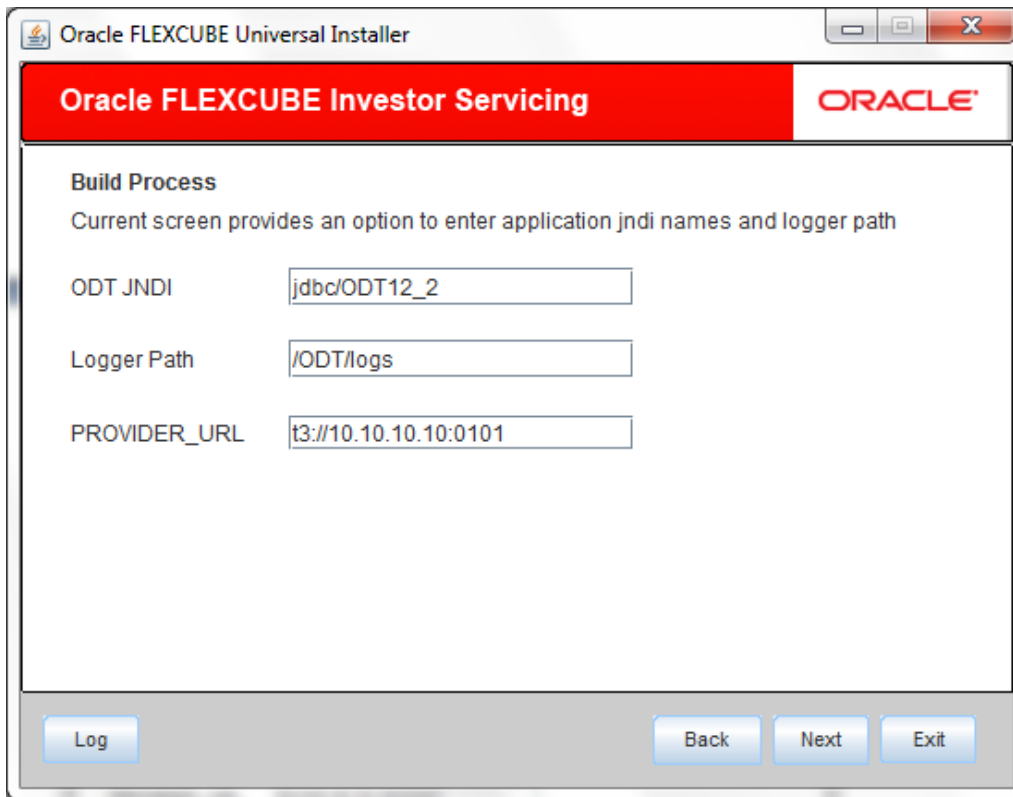 Oracle FLEXCUBE Universal Installer
Oracle FLEXCUBE Investor Servicing
ORACLE
Build Process
Current screen provides an option to enter application jndi names and logger path
ODT JNDI jdbc/ODT12_2
Logger Path /ODT/logs
PROVIDER_URL t3://10.10.10.10:0101
Log Back Next Exit